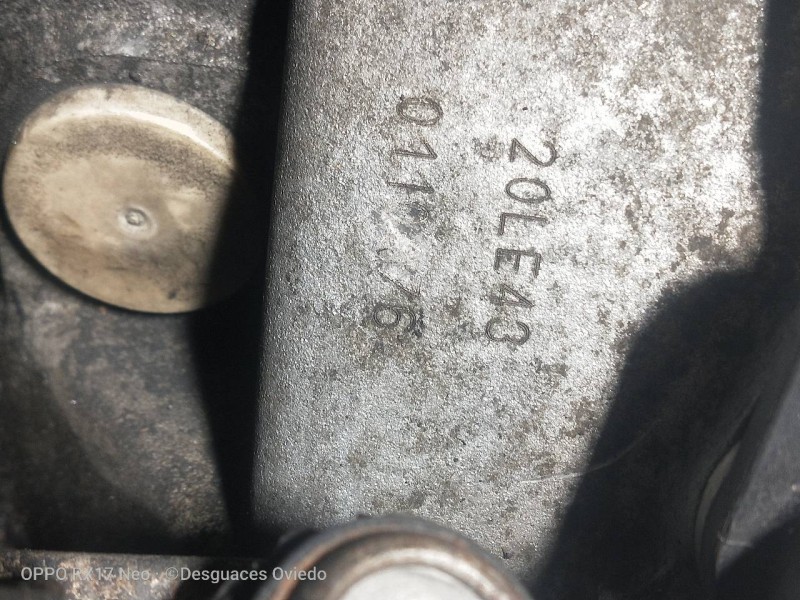 20LE43
OPPO RX17 Neo ©Desguaces Oviedo